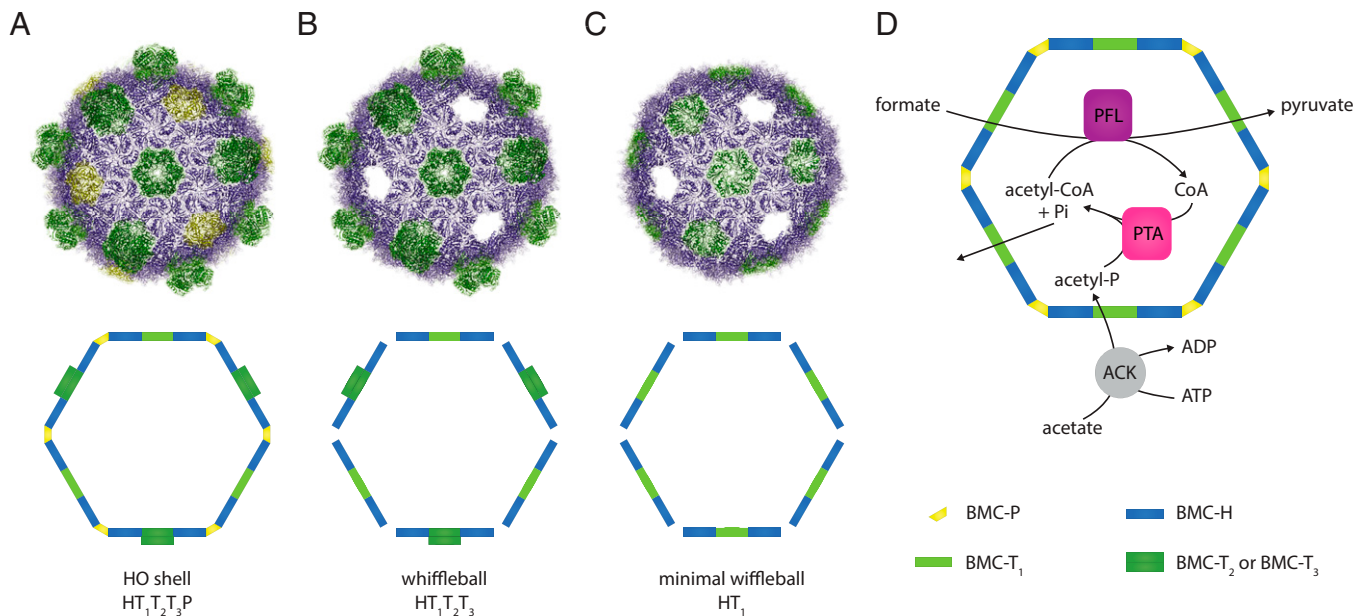 A
B
C
D
formate
PFL
pyruvate
acetyl-CoA
+ Pi
CoA
PTA
acetyl-P
ACK
ADP
ATP
acetate
HO shell
HT₁T₂T₃P
whiffleball
HT₁T₂T₃
minimal wiffleball
HT₁
BMC-P
BMC-H
BMC-T₁
BMC-T₂ or BMC-T₃